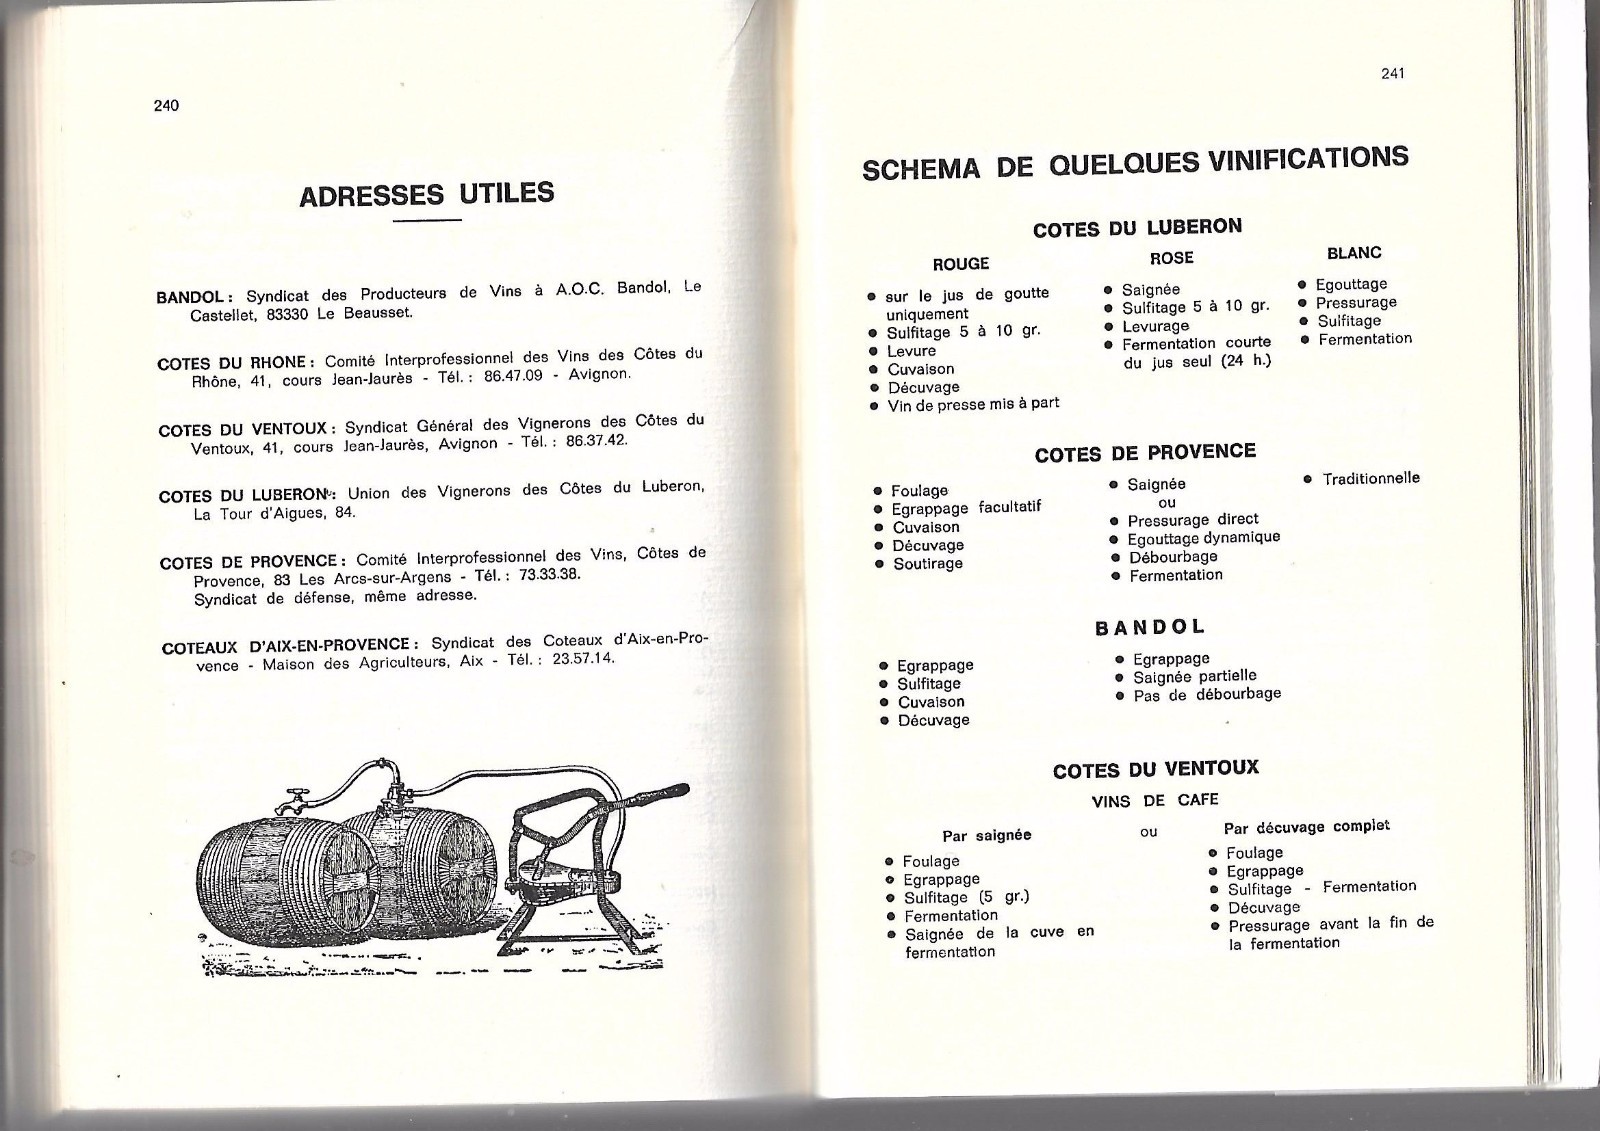 240
ADRESSES UTILES
BANDOL : Syndicat des Producteurs de Vins à A.O.C. Bandol, Le
Castellet, 83330 Le Beausset.
COTES DU RHONE : Comité Interprofessionnel des Vins des Côtes du
Rhône, 41, cours Jean-Jaurès - Tél. : 86.47.09 - Avignon.
COTES DU VENTOUX : Syndicat Général des Vignerons des Côtes du
Ventoux, 41, cours Jean-Jaurès, Avignon - Tél. : 86.37.42.
COTES DU LUBERON : Union des Vignerons des Côtes du Luberon,
La Tour d'Aigues, 84.
COTES DE PROVENCE : Comité Interprofessionnel des Vins, Côtes de
Provence, 83 Les Arcs-sur-Argens - Tél. : 73.33.38.
Syndicat de défense, même adresse.
COTEAUX D'AIX-EN-PROVENCE : Syndicat des Coteaux d'Aix-en-Pro-
vence - Maison des Agriculteurs, Aix - Tél. : 23.57.14.
241
SCHEMA DE QUELQUES VINIFICATIONS
COTES DU LUBERON
ROUGE
• sur le jus de goutte
uniquement
• Sulfitage 5 à 10 gr.
• Levure
• Cuvaison
• Décuvage
• Vin de presse mis à part
ROSE
• Saignée
• Sulfitage 5 à 10 gr.
• Levurage
• Fermentation courte
du jus seul (24 h.)
BLANC
• Egouttage
• Pressurage
• Sulfitage
• Fermentation
COTES DE PROVENCE
• Foulage
• Egrappage facultatif
• Cuvaison
• Décuvage
• Soutirage
• Saignée
ou
• Pressurage direct
• Egouttage dynamique
• Débourbage
• Fermentation
• Traditionnelle
BANDOL
• Egrappage
• Sulfitage
• Cuvaison
• Décuvage
• Egrappage
• Saignée partielle
• Pas de débourbage
COTES DU VENTOUX
VINS DE CAFE
Par saignée
• Foulage
• Egrappage
• Sulfitage (5 gr.)
• Fermentation
• Saignée de la cuve en
fermentation
ou
Par décuvage complet
• Foulage
• Egrappage
• Sulfitage - Fermentation
• Décuvage
• Pressurage avant la fin de
la fermentation